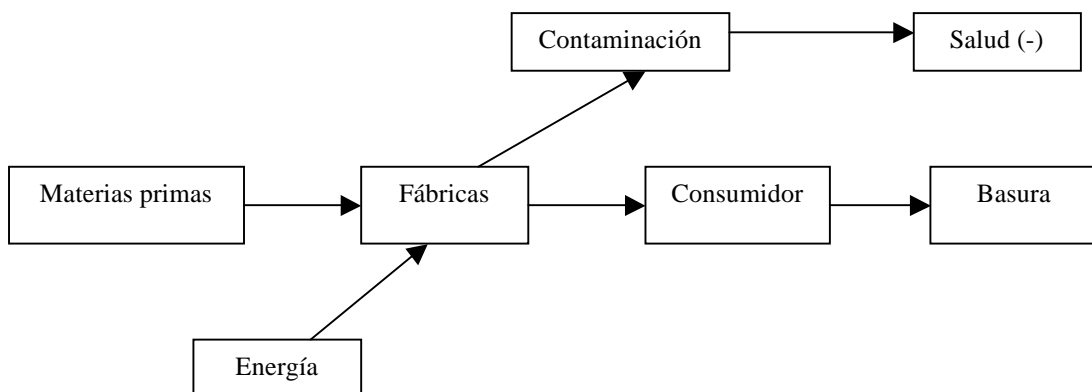 Contaminación
Salud (-)
Materias primas
Fábricas
Consumidor
Basura
Energía